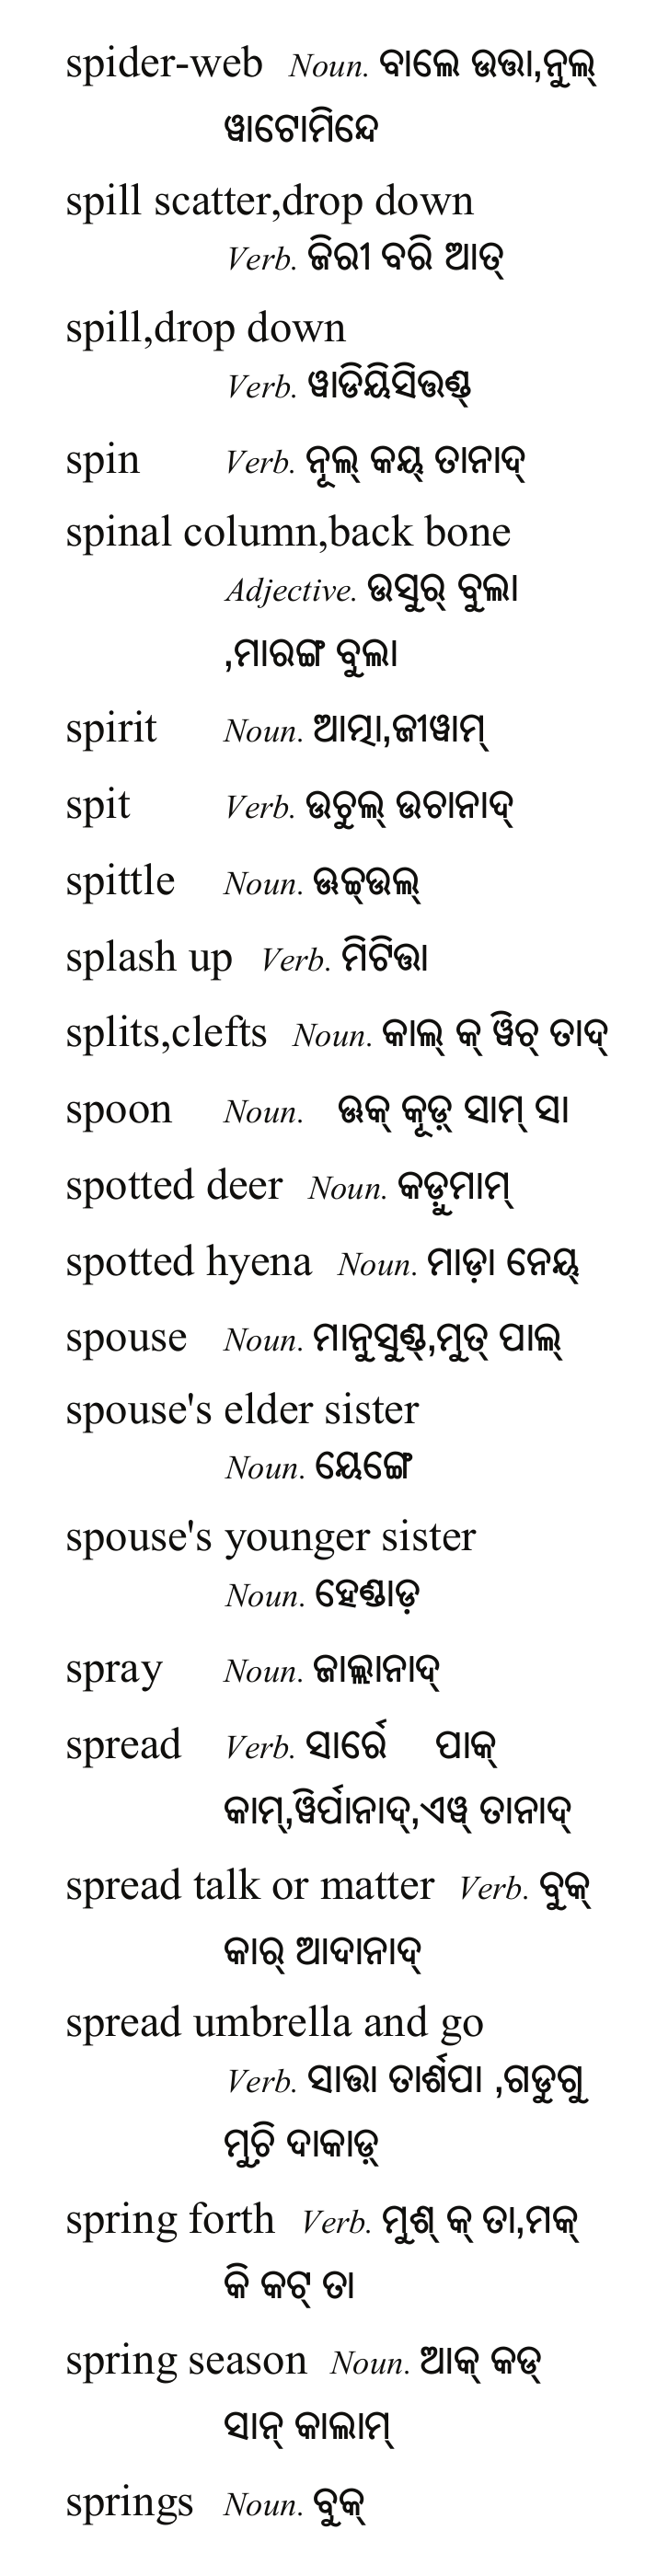 spider-web Noun. ବାଲେ ଉତ୍ତା,ନୁଲ୍
ୱାଟୋମିନ୍ଦେ
spill scatter,drop down
Verb. ଜିରୀ ବରି ଆତ୍
spill,drop down
Verb. ୱାଡିୟିସିଉଣ୍ଡ୍
spin Verb. ନୂଲ୍ କୟ୍ ତାନାଦ୍
spinal column,back bone
Adjective. ଉସୁର୍ ବୁଲା
,ମାରଙ୍ଗ ବୁଲା
spirit Noun. ଆତ୍ମା,ଜୀୱାମ୍
spit Verb. ଉଚୁଲ୍ ଉଚାନାଦ୍
spittle Noun. ଊଚ୍ଚ୍ଉଲ୍
splash up Verb. ମିଟିତ୍ତା
splits,clefts Noun. କାଲ୍ କ୍ ୱିଚ୍ ତାଦ୍
spoon Noun. ଊକ୍ କୂଡ଼୍ ସାମ୍ ସା
spotted deer Noun. କଡ଼ୁମାମ୍
spotted hyena Noun. ମାଡ଼ା ନେୟ୍
spouse Noun. ମାନୁସୁଣ୍ଡ୍,ମୁତ୍ ପାଲ୍
spouse's elder sister
Noun. ୟେଙ୍ଗେ
spouse's younger sister
Noun. ହେଣ୍ଡାଡ଼
spray Noun. ଜାଲ୍ଲାନାଦ୍
spread Verb. ସାର୍ରେ ପାକ୍
କାମ୍,ୱିର୍ପାନାଦ୍,ଏୱ୍ ତାନାଦ୍
spread talk or matter Verb. ବୁକ୍
କାର୍ ଆଦାନାଦ୍
spread umbrella and go
Verb. ସାତ୍ତା ତାର୍ଶପା ,ଗଡୁଗୁ
ମୁଚ଼ି ଦାକାଡ଼୍
spring forth Verb. ମୁଶ୍ କ୍ ତା,ମକ୍
କି କଟ୍ ତା
spring season Noun. ଆକ୍ କଡ୍
ସାନ୍ କାଲାମ୍
springs Noun. ବୁକ୍